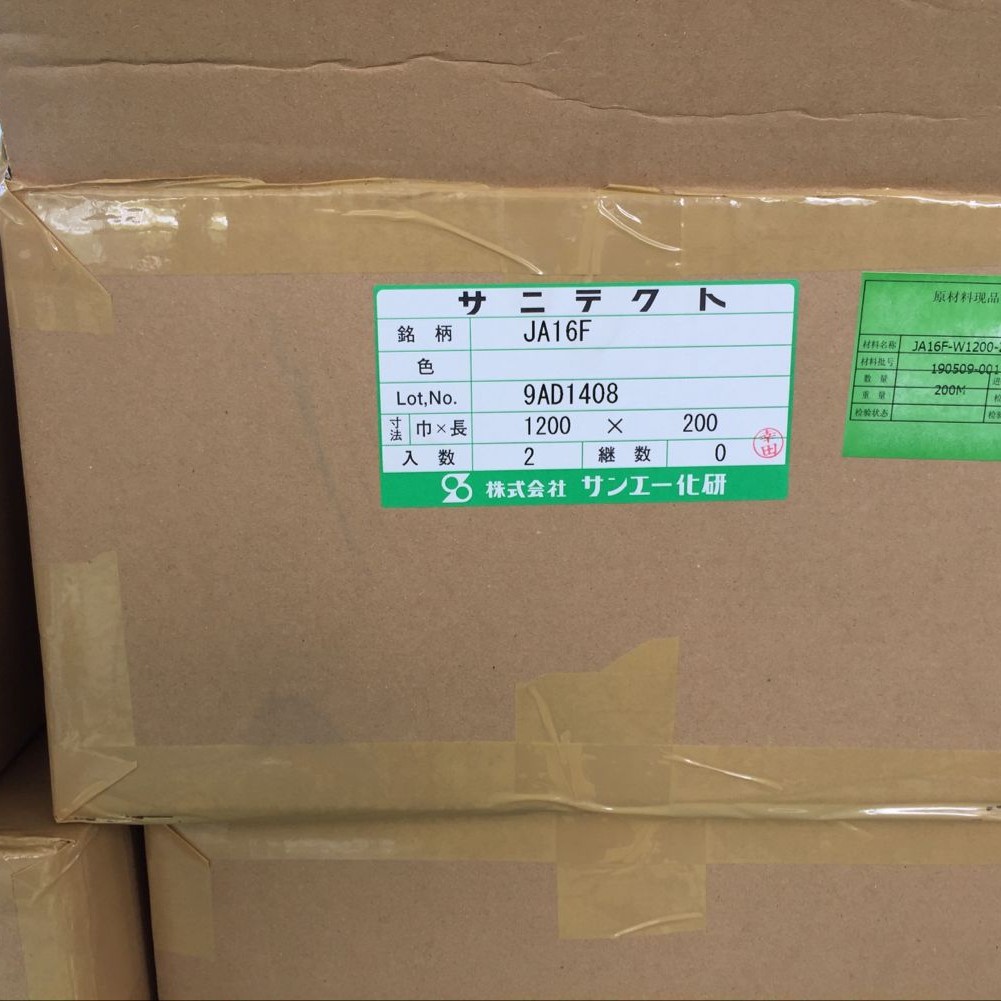 サニテクト
銘柄 JA16F
色
Lot,No. 9AD1408
寸法 巾×長 1200 × 200
入数 2 継数 0
幸田
株式会社 サンエー化研
原材料现品
材料名称 JA16F-W1200-
材料批号 190509-001
数量 200M
重量
检验状态